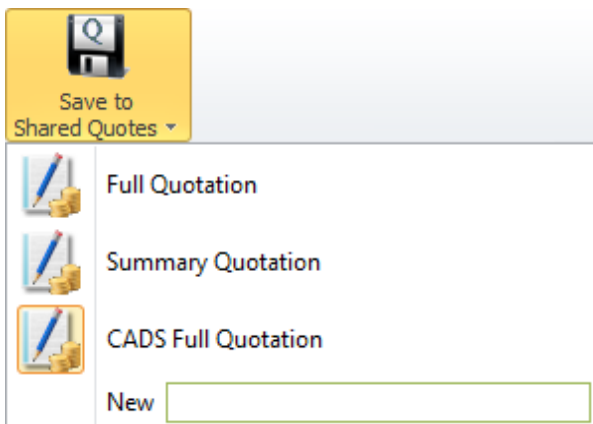 Q
Save to
Shared Quotes
Full Quotation
Summary Quotation
CADS Full Quotation
New